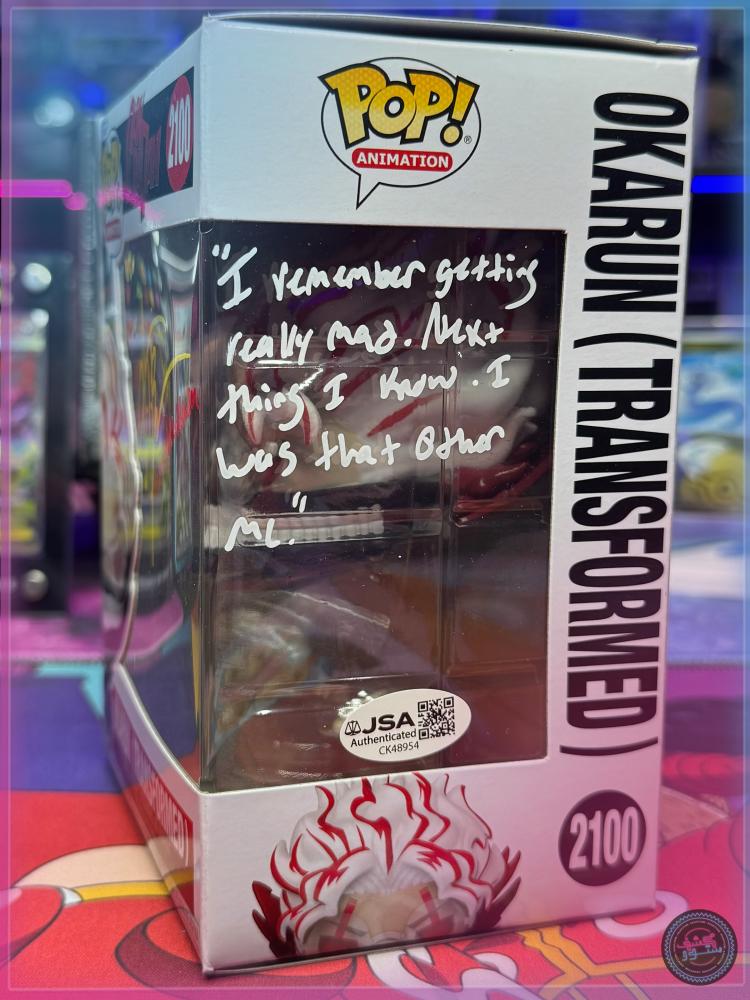 POP!
ANIMATION
2100
"I remember getting
really mad. Next
thing I know. I
was that other
ME."
JSA
Authenticated
CK48954
OKARUN (TRANSFORMED)
2100